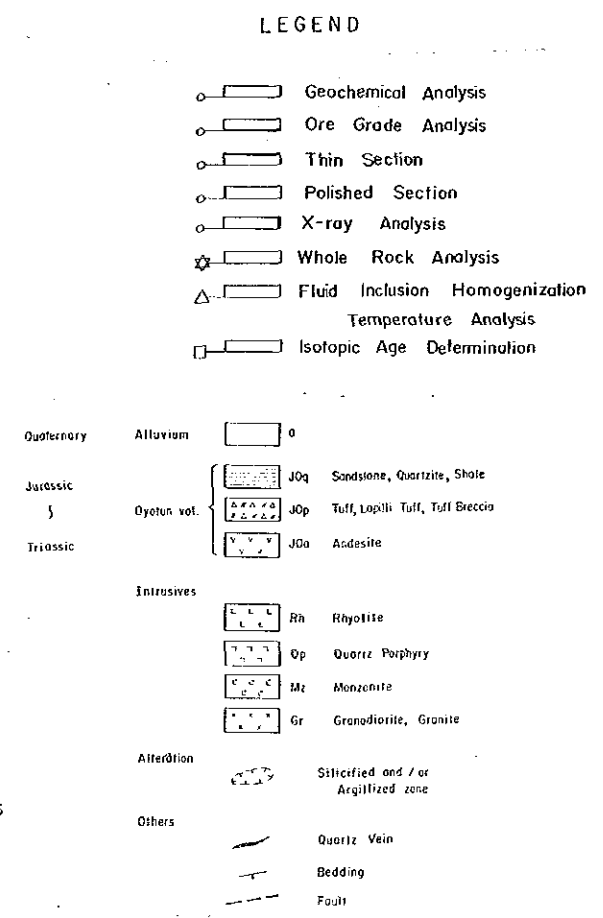 LEGEND
Geochemical Analysis
Ore Grade Analysis
Thin Section
Polished Section
X-ray Analysis
Whole Rock Analysis
Fluid Inclusion Homogenization
Temperature Analysis
Isotopic Age Determination
Quaternary Alluvium a
Jurassic
Triassic
Oyotun vol.
JOq Sandstone, Quartzite, Shale
JOp Tuff, Lapilli Tuff, Tuff Breccia
JOa Andesite
Intrusives
Rh Rhyolite
Qp Quartz Porphyry
Mz Monzonite
Gr Granodiorite, Granite
Alteration
Silicified and / or
Argillized zone
Others
Quartz Vein
Bedding
Fault